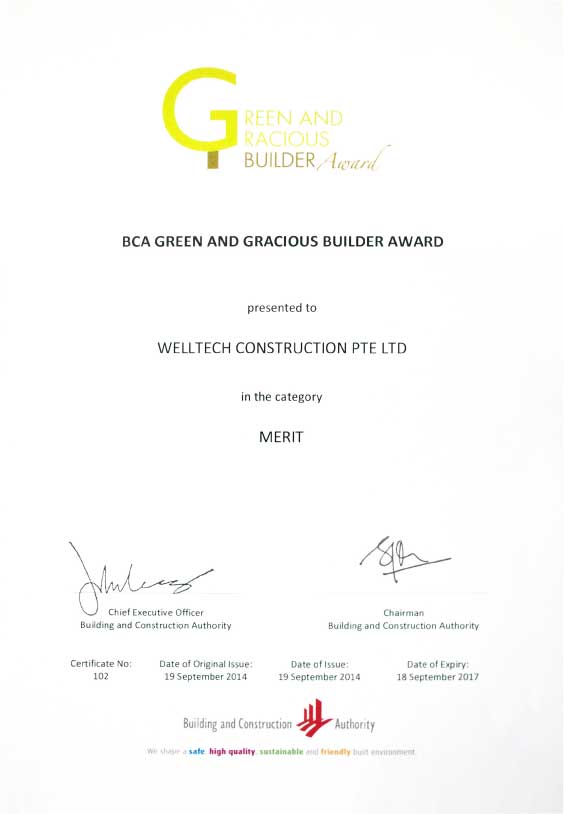 GREEN AND
GRACIOUS
BUILDER Award
BCA GREEN AND GRACIOUS BUILDER AWARD
presented to
WELLTECH CONSTRUCTION PTE LTD
in the category
MERIT
Chief Executive Officer
Building and Construction Authority
Chairman
Building and Construction Authority
Certificate No:
102
Date of Original Issue:
19 September 2014
Date of Issue:
19 September 2014
Date of Expiry:
18 September 2017
Building and Construction Authority
We shape a safe, high quality, sustainable and friendly built environment.